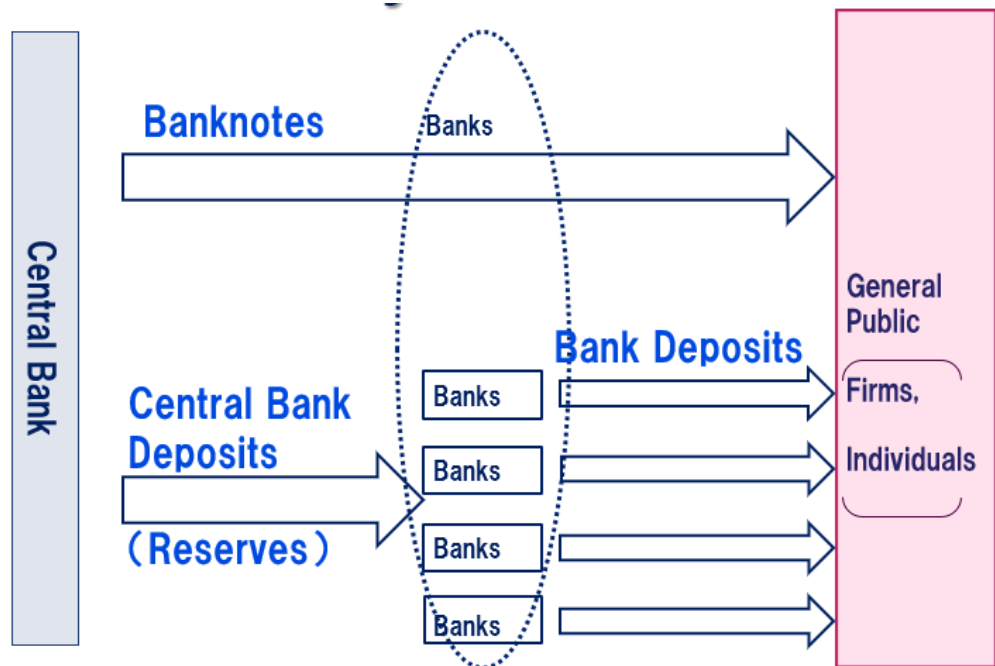 Central Bank
Banknotes
Banks
Central Bank
Deposits
（Reserves）
Bank Deposits
Banks
Banks
Banks
Banks
General
Public
Firms,
Individuals